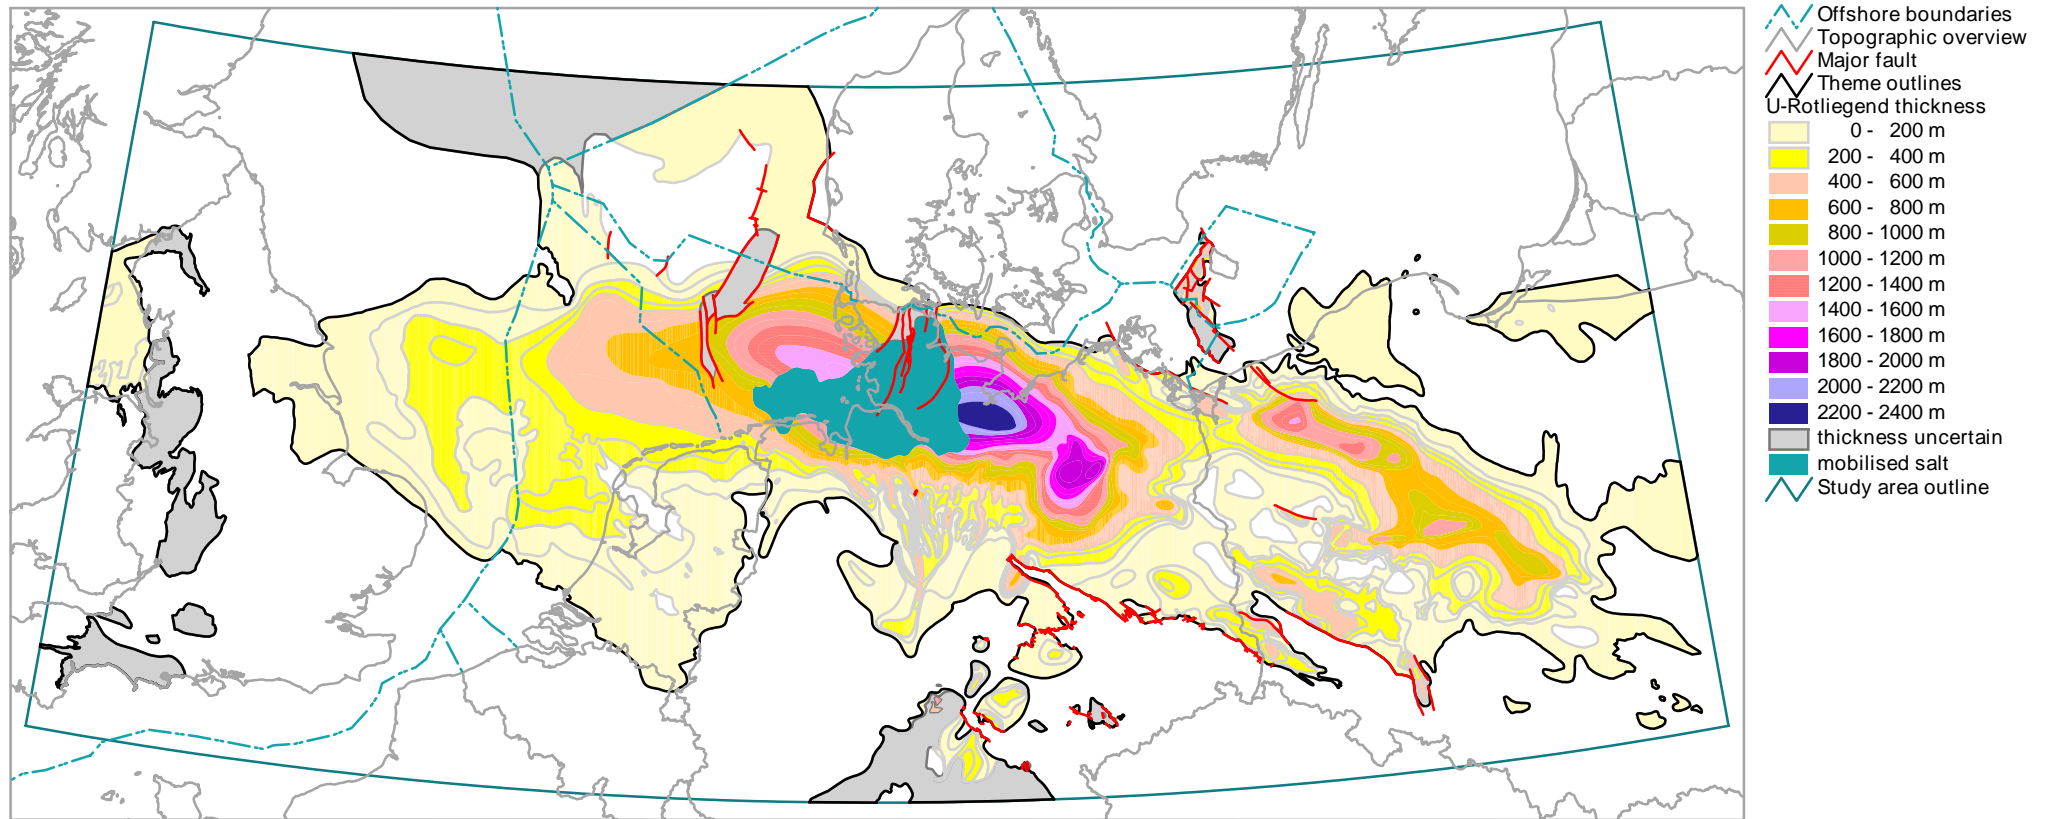 Offshore boundaries
Topographic overview
Major fault
Theme outlines
U-Rotliegend thickness
0 - 200 m
200 - 400 m
400 - 600 m
600 - 800 m
800 - 1000 m
1000 - 1200 m
1200 - 1400 m
1400 - 1600 m
1600 - 1800 m
1800 - 2000 m
2000 - 2200 m
2200 - 2400 m
thickness uncertain
mobilised salt
Study area outline